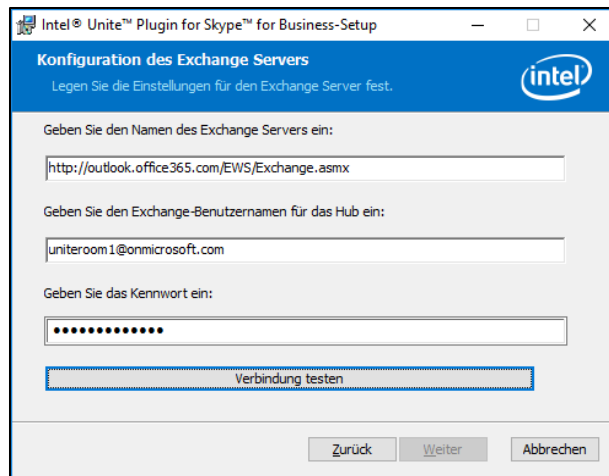 Intel® Unite™ Plugin for Skype™ for Business-Setup
Konfiguration des Exchange Servers
Legen Sie die Einstellungen für den Exchange Server fest.
intel
Geben Sie den Namen des Exchange Servers ein:
http://outlook.office365.com/EWS/Exchange.asmx
Geben Sie den Exchange-Benutzernamen für das Hub ein:
uniteroom1@onmicrosoft.com
Geben Sie das Kennwort ein:
●●●●●●●●●●●●●
Verbindung testen
Zurück Weiter Abbrechen